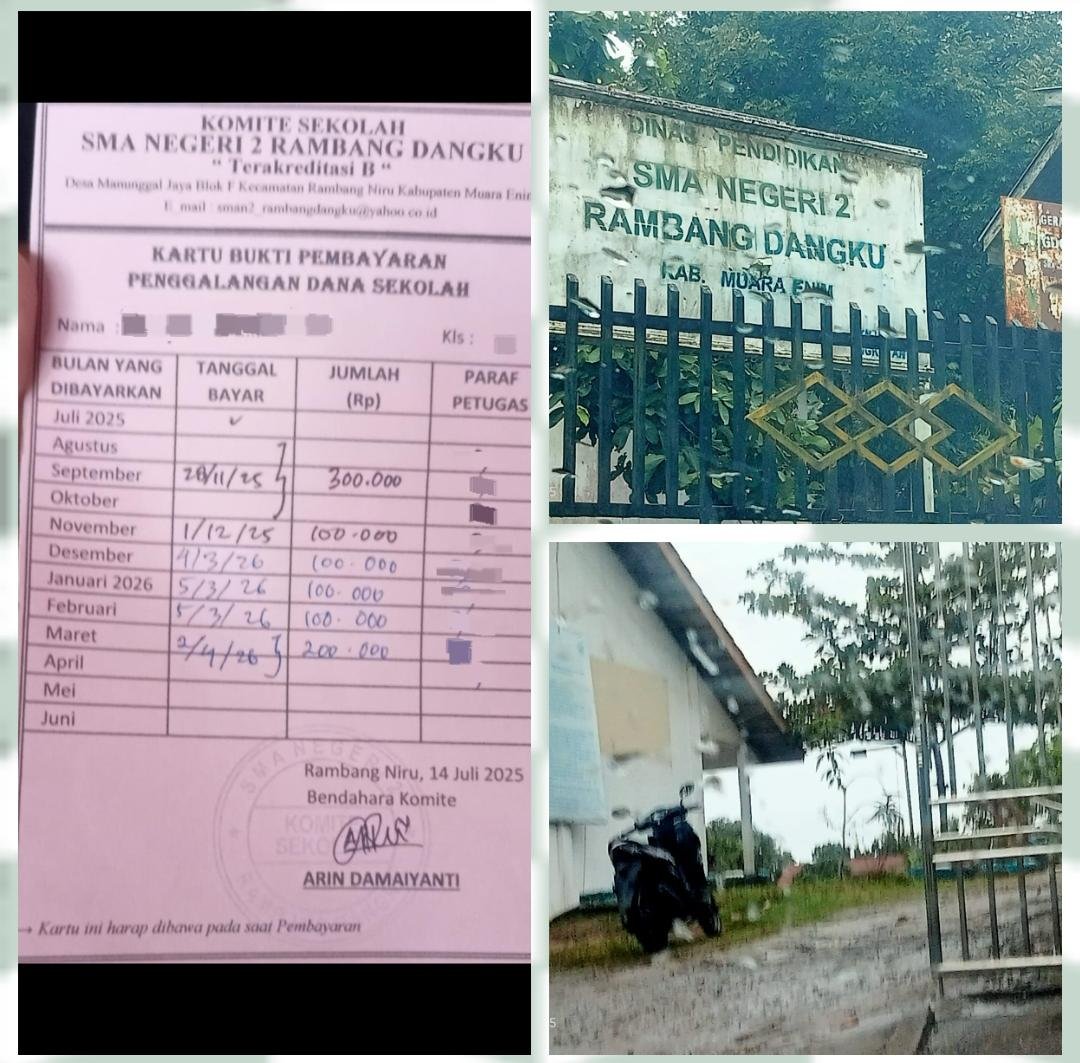 KOMITE SEKOLAH
SMA NEGERI 2 RAMBANG DANGKU
" Terakreditasi B "
Desa Manunggal Jaya Blok F Kecamatan Rambang Niru Kabupaten Muara Enim
E_mail : sman2_rambangdangku@yahoo.co.id
KARTU BUKTI PEMBAYARAN
PENGGALANGAN DANA SEKOLAH
Nama :
Kls :
BULAN YANG DIBAYARKAN TANGGAL BAYAR JUMLAH (Rp) PARAF PETUGAS
Juli 2025 ✓
Agustus
September 28/11/25 300.000
Oktober
November 1/12/25 100.000
Desember 4/3/26 100.000
Januari 2026 5/3/26 100.000
Februari 5/3/26 100.000
Maret 2/4/26 200.000
April
Mei
Juni
Rambang Niru, 14 Juli 2025
Bendahara Komite
ARIN DAMAIYANTI
→ Kartu ini harap dibawa pada saat Pembayaran
DINAS PENDIDIKAN
SMA NEGERI 2
RAMBANG DANGKU
KAB. MUARA ENIM